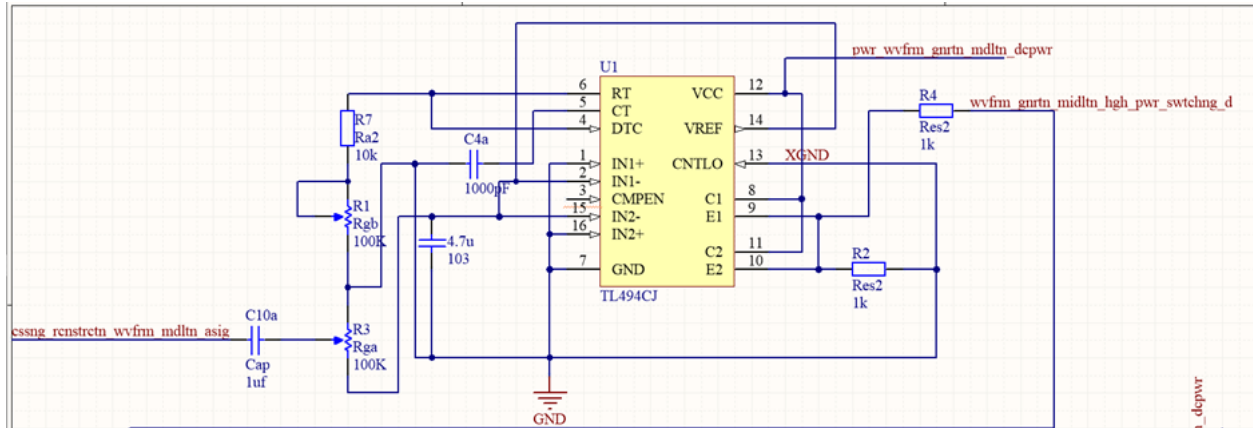 pwr_wvfrm_gnrtn_mdltn_dcpwr
U1
6 RT VCC 12
5 CT
4 DTC VREF 14
1 IN1+ CNTLO 13 XGND
2 IN1-
3 CMPEN C1 8
15 IN2- E1 9
16 IN2+
C2 11
7 GND E2 10
TL494CJ
R4
Res2
1k
wvfrm_gnrtn_midltn_hgh_pwr_swtchng_d
R7
Ra2
10k
C4a
1000pF
R1
Rgb
100K
4.7u
103
R2
Res2
1k
cssng_rcnstrctn_wvfrm_mdltn_asig
C10a
Cap
1uf
R3
Rga
100K
GND
n_dcpwr